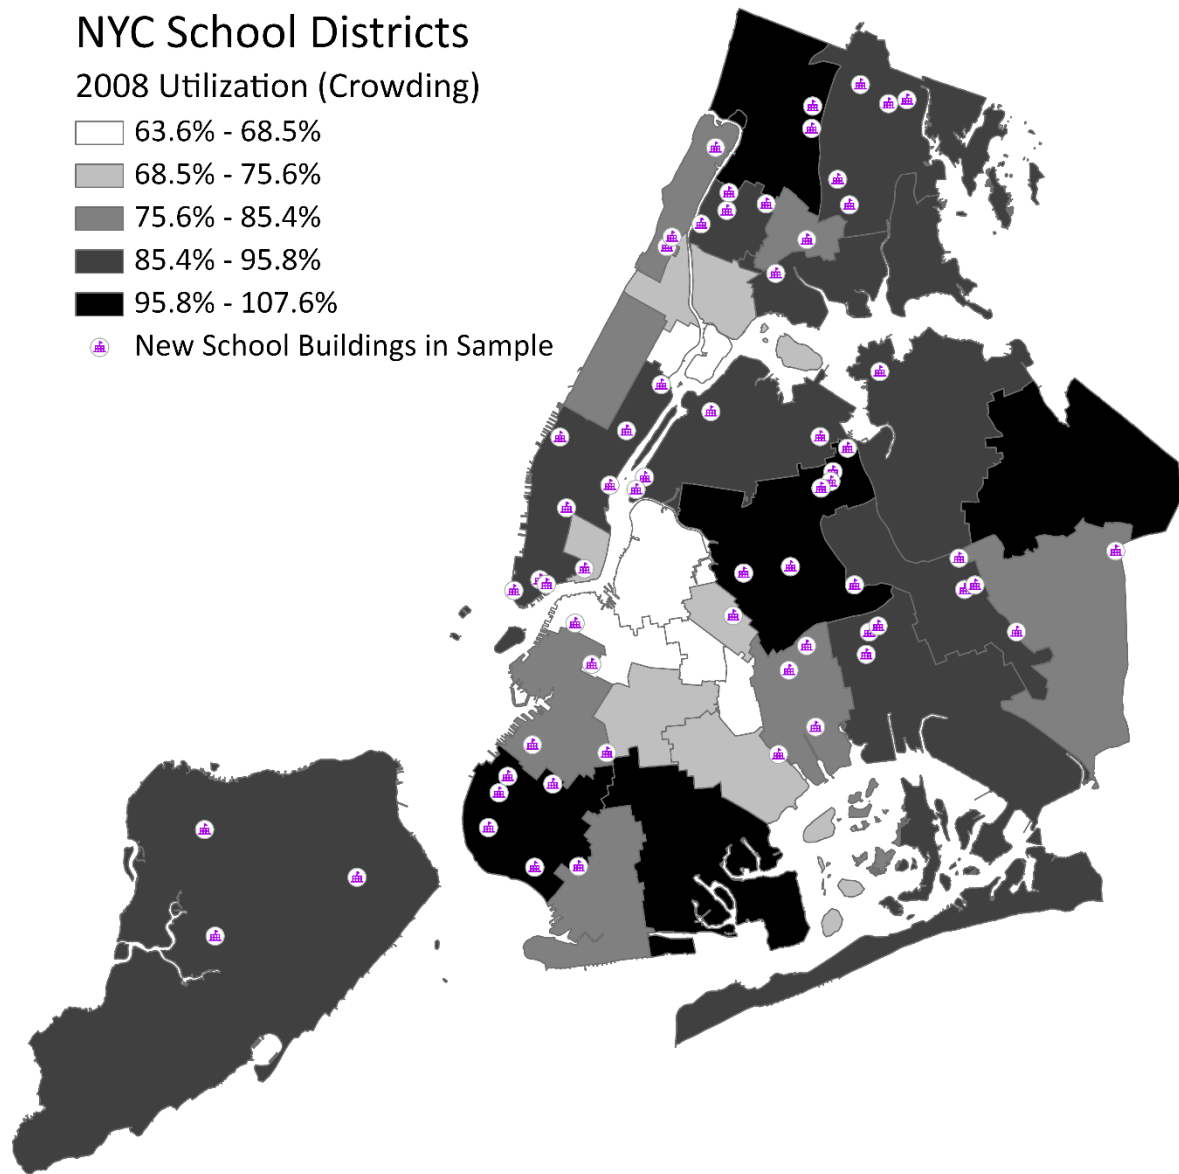 NYC School Districts
2008 Utilization (Crowding)
63.6% - 68.5%
68.5% - 75.6%
75.6% - 85.4%
85.4% - 95.8%
95.8% - 107.6%
New School Buildings in Sample